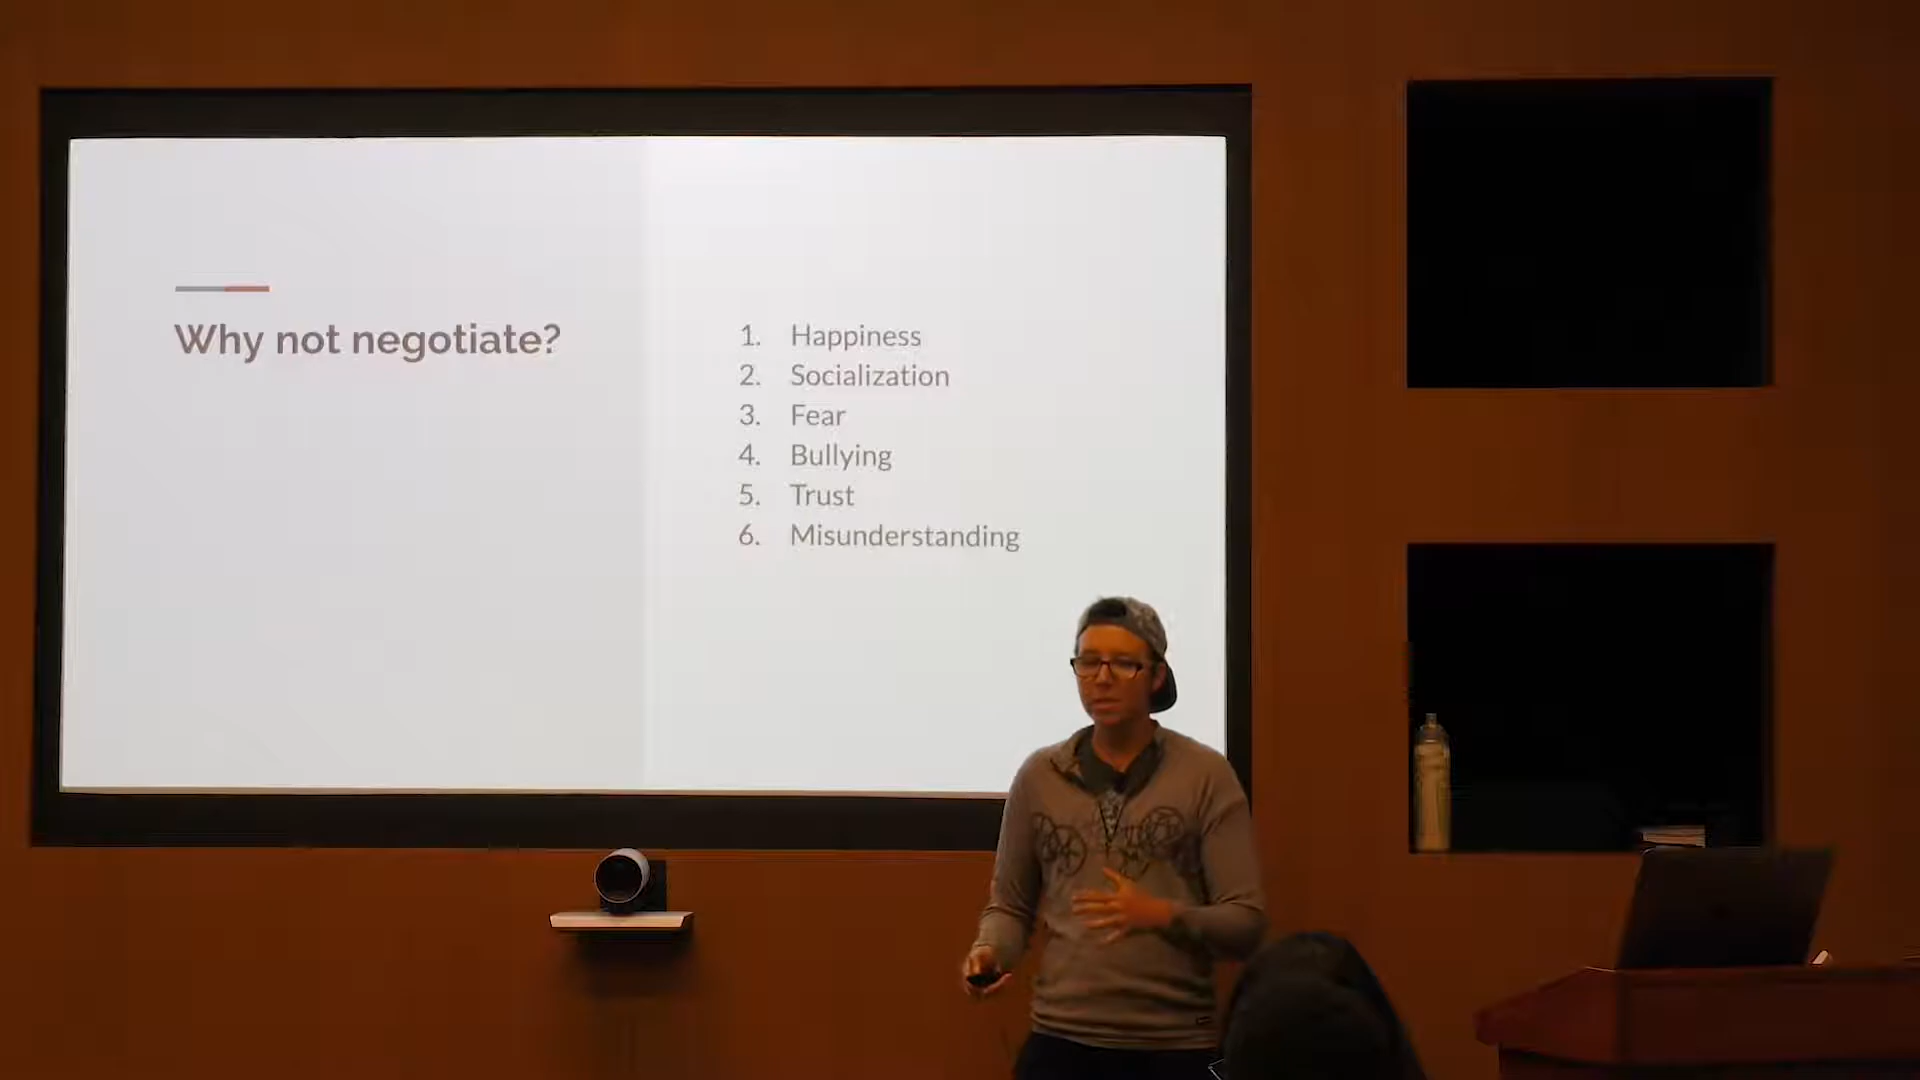 Why not negotiate?
1. Happiness
2. Socialization
3. Fear
4. Bullying
5. Trust
6. Misunderstanding